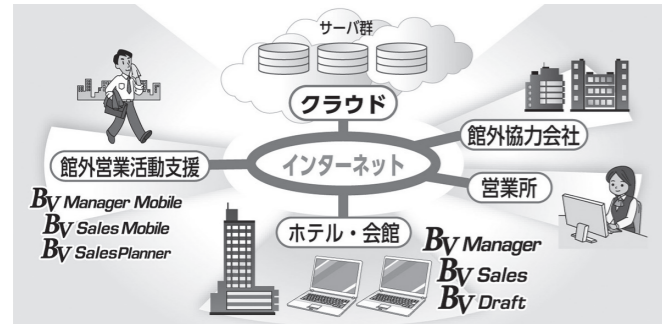 サーバ群
クラウド
館外協力会社
インターネット
館外営業活動支援
営業所
BV Manager Mobile
BV Sales Mobile
BV SalesPlanner
ホテル・会館
BV Manager
BV Sales
BV Draft